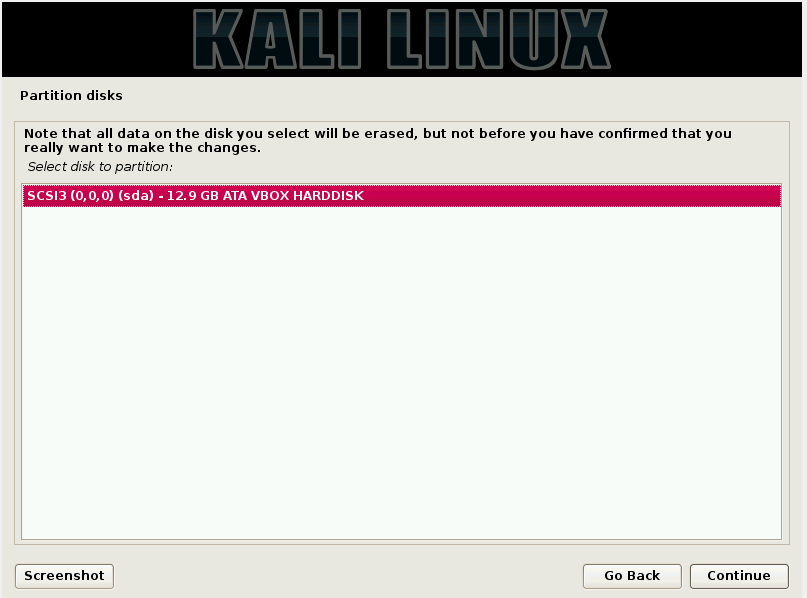 KALI LINUX
Partition disks
Note that all data on the disk you select will be erased, but not before you have confirmed that you
really want to make the changes.
Select disk to partition:
SCSI3 (0,0,0) (sda) - 12.9 GB ATA VBOX HARDDISK
Screenshot
Go Back
Continue